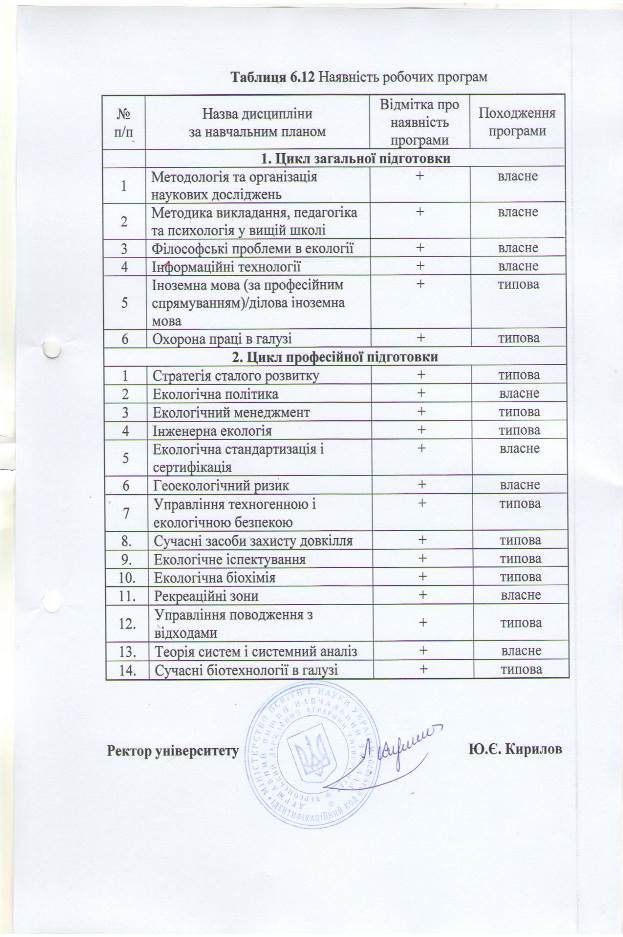 Таблиця 6.12 Наявність робочих програм
№ п/п Назва дисципліни за навчальним планом Відмітка про наявність програми Походження програми
1. Цикл загальної підготовки
1 Методологія та організація + власне
наукових досліджень
2 Методика викладання, педагогіка + власне
та психологія у вищій школі
3 Філософські проблеми в екології + власне
4 Інформаційні технології + власне
5 Іноземна мова (за професійним + типова
спрямуванням)/ділова іноземна
мова
6 Охорона праці в галузі + типова
2. Цикл професійної підготовки
1 Стратегія сталого розвитку + типова
2 Екологічна політика + власне
3 Екологічний менеджмент + типова
4 Інженерна екологія + типова
5 Екологічна стандартизація і + власне
сертифікація
6 Геоекологічний ризик + власне
7 Управління техногенною і + типова
екологічною безпекою
8. Сучасні засоби захисту довкілля + типова
9. Екологічне іспектування + типова
10. Екологічна біохімія + типова
11. Рекреаційні зони + власне
12. Управління поводження з + типова
відходами
13. Теорія систем і системний аналіз + власне
14. Сучасні біотехнології в галузі + типова
Ректор університету Ю.Є. Кирилов
МІНІСТЕРСТВО ОСВІТИ І НАУКИ УКРАЇНИ
ІДЕНТИФІКАЦІЙНИЙ КОД